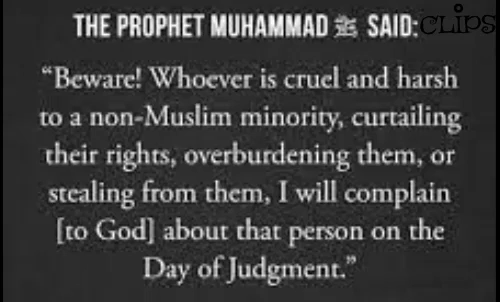 THE PROPHET MUHAMMAD ﷺ SAID:
CLIPS
“Beware! Whoever is cruel and harsh
to a non-Muslim minority, curtailing
their rights, overburdening them, or
stealing from them, I will complain
[to God] about that person on the
Day of Judgment.”